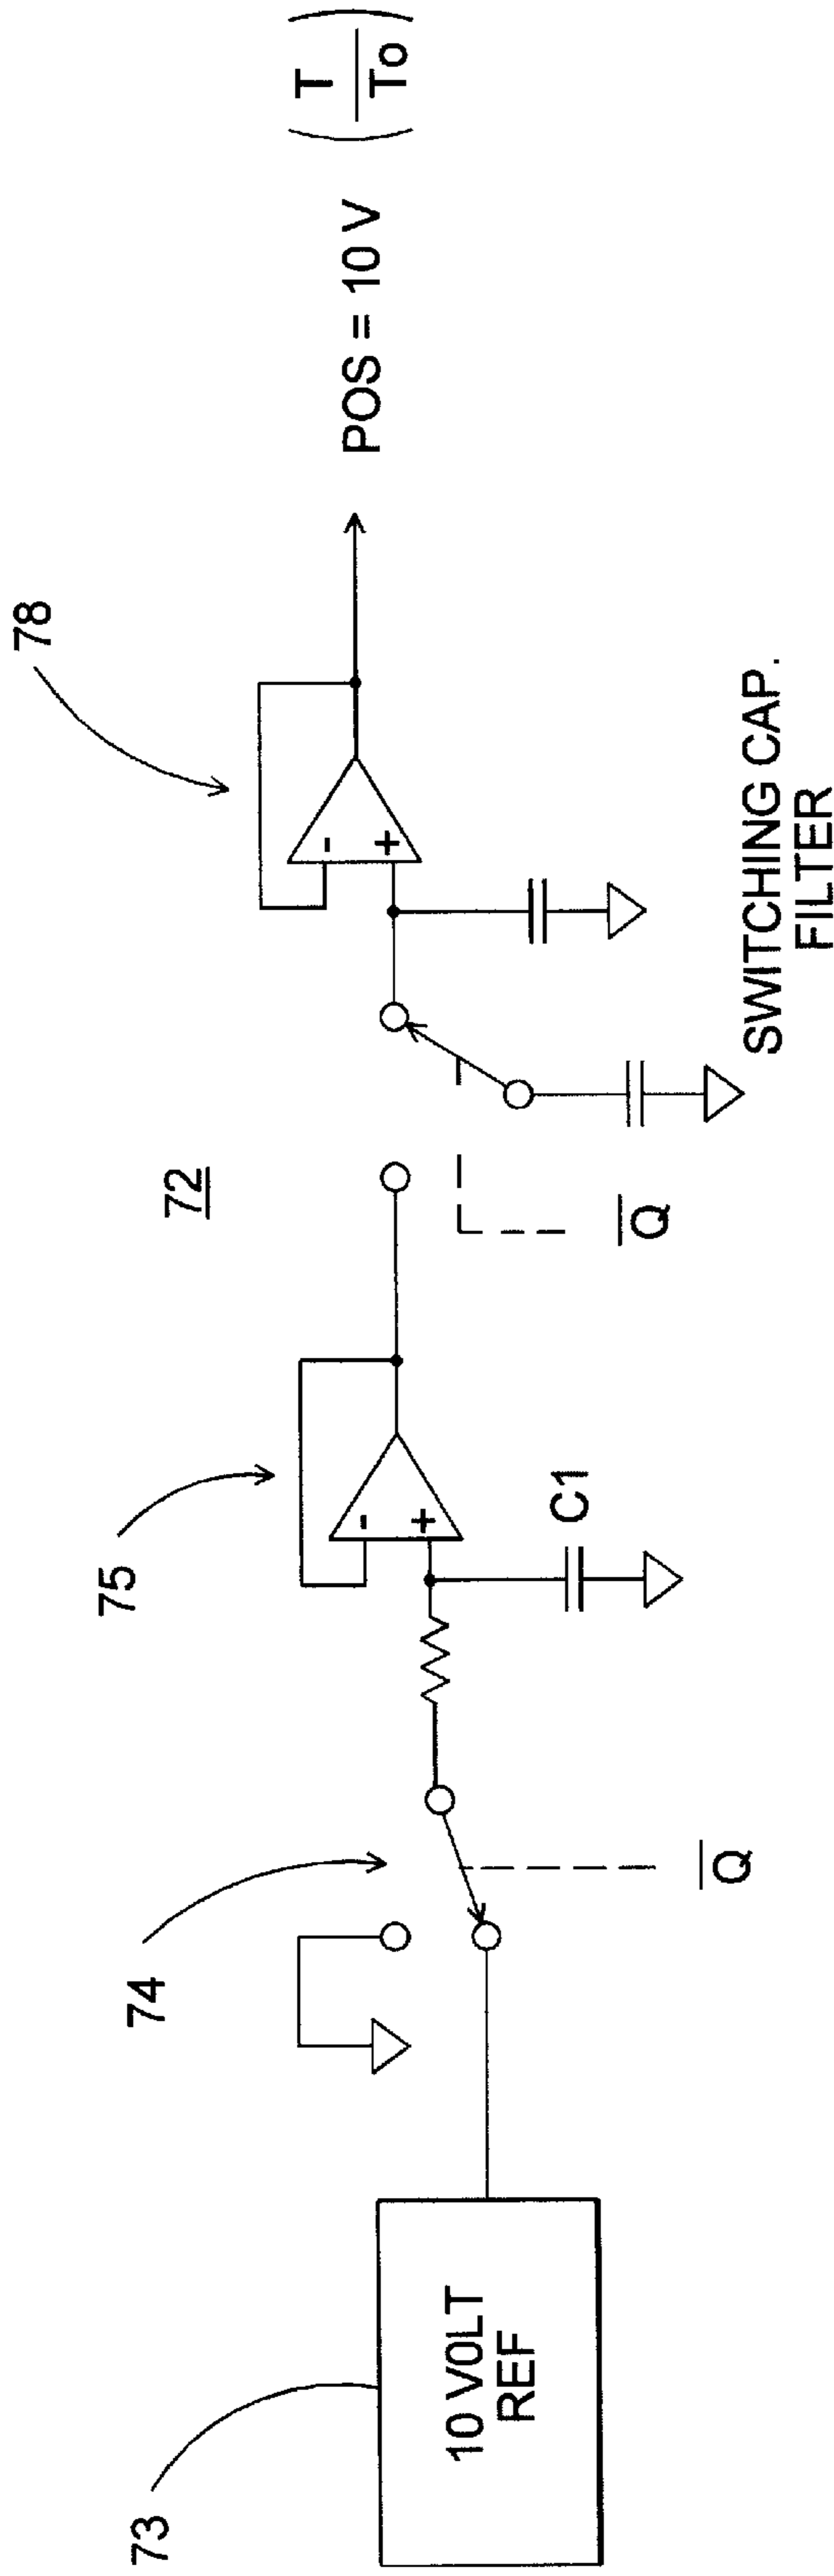 73
10 VOLT
REF
74
Q
75
C1
72
Q
SWITCHING CAP.
FILTER
78
POS = 10 V (T/To)